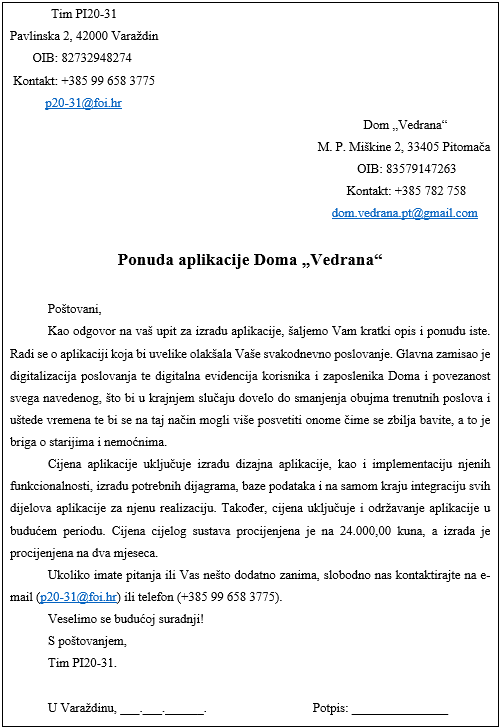 Tim PI20-31
Pavlinska 2, 42000 Varaždin
OIB: 82732948274
Kontakt: +385 99 658 3775
p20-31@foi.hr
Dom „Vedrana“
M. P. Miškine 2, 33405 Pitomača
OIB: 83579147263
Kontakt: +385 782 758
dom.vedrana.pt@gmail.com
Ponuda aplikacije Doma „Vedrana“
Poštovani,
Kao odgovor na vaš upit za izradu aplikacije, šaljemo Vam kratki opis i ponudu iste.
Radi se o aplikaciji koja bi uvelike olakšala Vaše svakodnevno poslovanje. Glavna zamisao je
digitalizacija poslovanja te digitalna evidencija korisnika i zaposlenika Doma i povezanost
svega navedenog, što bi u krajnjem slučaju dovelo do smanjenja obujma trenutnih poslova i
uštede vremena te bi se na taj način mogli više posvetiti onome čime se zbilja bavite, a to je
briga o starijima i nemoćnima.
Cijena aplikacije uključuje izradu dizajna aplikacije, kao i implementaciju njenih
funkcionalnosti, izradu potrebnih dijagrama, baze podataka i na samom kraju integraciju svih
dijelova aplikacije za njenu realizaciju. Također, cijena uključuje i održavanje aplikacije u
budućem periodu. Cijena cijelog sustava procijenjena je na 24.000,00 kuna, a izrada je
procijenjena na dva mjeseca.
Ukoliko imate pitanja ili Vas nešto dodatno zanima, slobodno nas kontaktirajte na e-
mail (p20-31@foi.hr) ili telefon (+385 99 658 3775).
Veselimo se budućoj suradnji!
S poštovanjem,
Tim PI20-31.
U Varaždinu, ___.___.______. Potpis: _______________